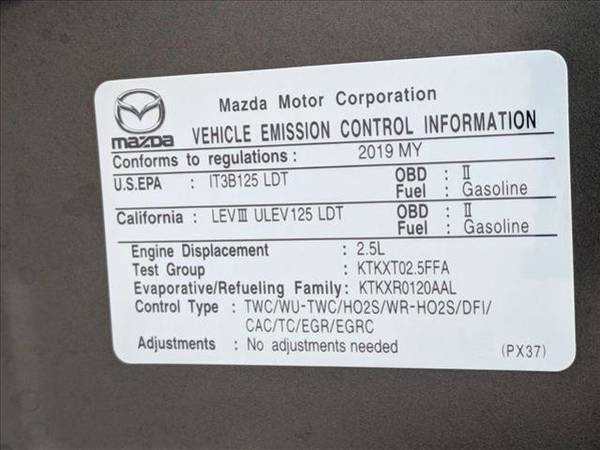 Mazda Motor Corporation
mazda VEHICLE EMISSION CONTROL INFORMATION
Conforms to regulations : 2019 MY
U.S.EPA : IT3B125 LDT OBD : II
Fuel : Gasoline
California : LEVIII ULEV125 LDT OBD : II
Fuel : Gasoline
Engine Displacement : 2.5L
Test Group : KTKXT02.5FFA
Evaporative/Refueling Family: KTKXR0120AAL
Control Type : TWC/WU-TWC/HO2S/WR-HO2S/DFI/
CAC/TC/EGR/EGRC
Adjustments : No adjustments needed
(PX37)